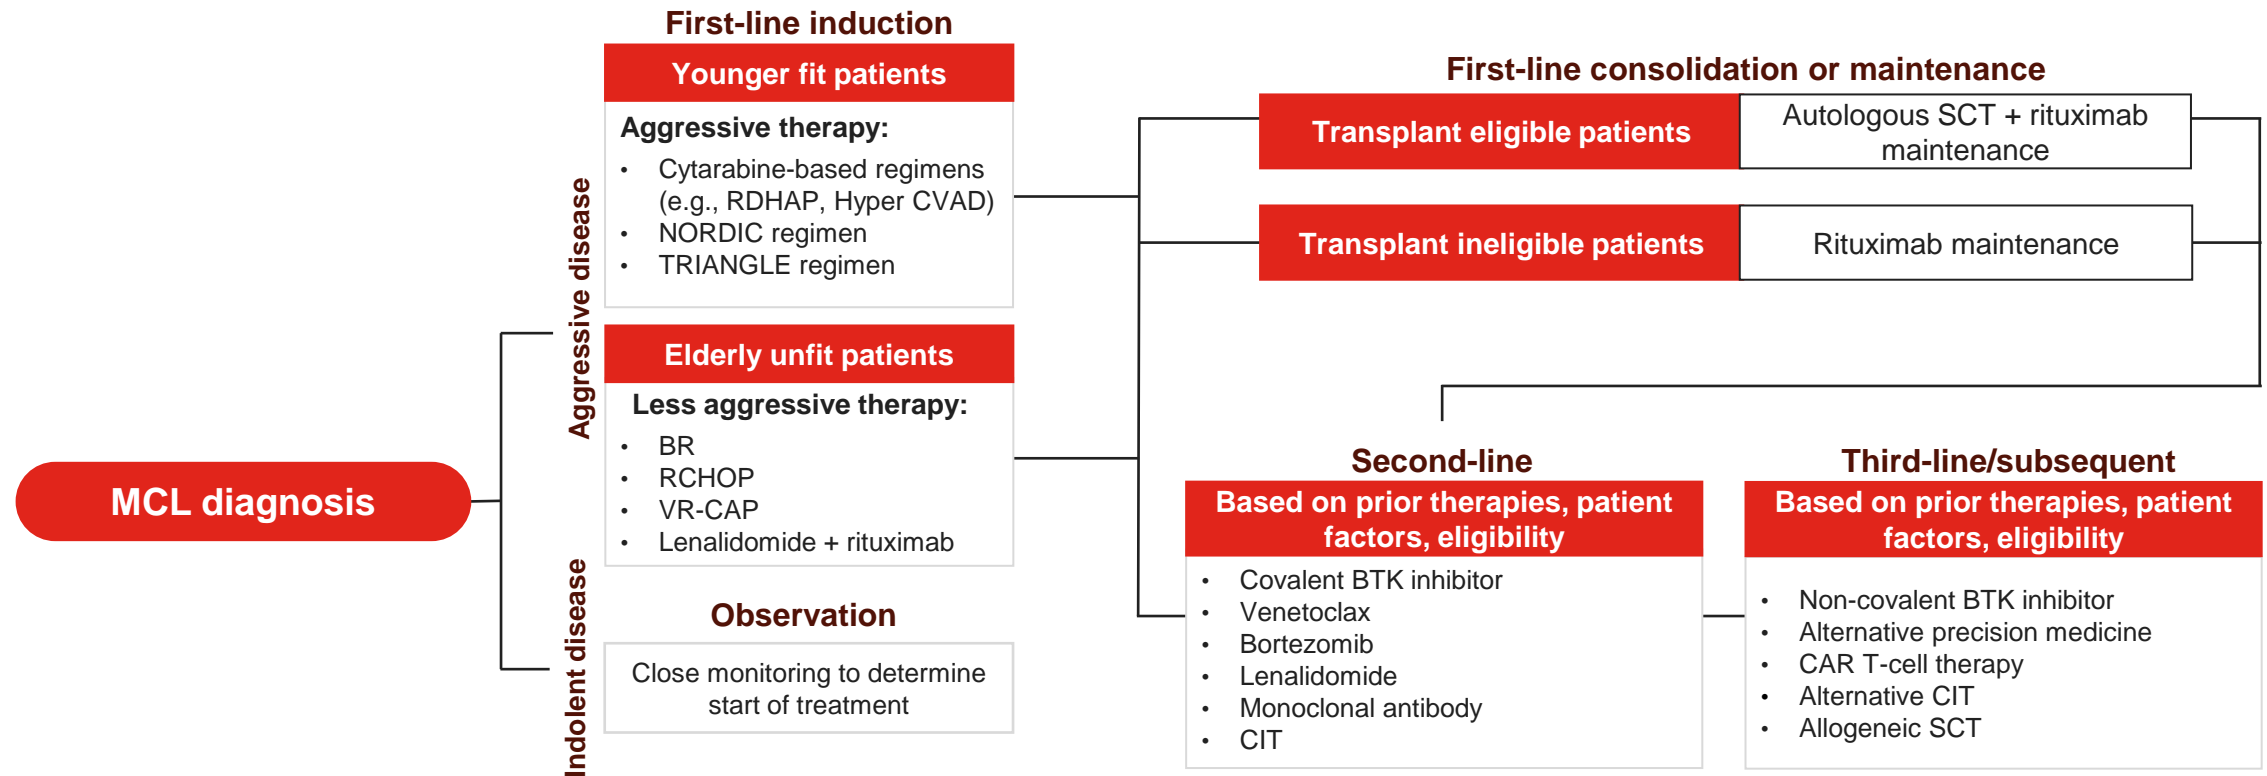 First-line induction
Younger fit patients
Aggressive therapy:
• Cytarabine-based regimens
(e.g., RDHAP, Hyper CVAD)
• NORDIC regimen
• TRIANGLE regimen
Aggressive disease
Elderly unfit patients
Less aggressive therapy:
• BR
• RCHOP
• VR-CAP
• Lenalidomide + rituximab
MCL diagnosis
Indolent disease
Observation
Close monitoring to determine
start of treatment
First-line consolidation or maintenance
Transplant eligible patients
Autologous SCT + rituximab
maintenance
Transplant ineligible patients
Rituximab maintenance
Second-line
Based on prior therapies, patient
factors, eligibility
• Covalent BTK inhibitor
• Venetoclax
• Bortezomib
• Lenalidomide
• Monoclonal antibody
• CIT
Third-line/subsequent
Based on prior therapies, patient
factors, eligibility
• Non-covalent BTK inhibitor
• Alternative precision medicine
• CAR T-cell therapy
• Alternative CIT
• Allogeneic SCT